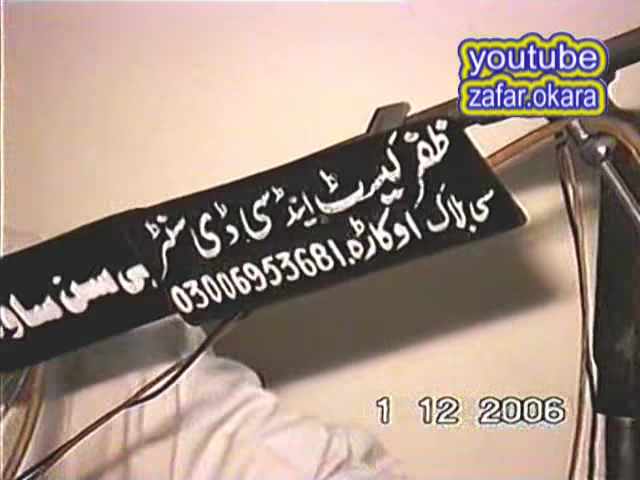 youtube
zafar.okara
ظفر کیسٹ اینڈ سی ڈی سنٹر
سی بلاک اوکاڑہ.03006953681
1 12 2006